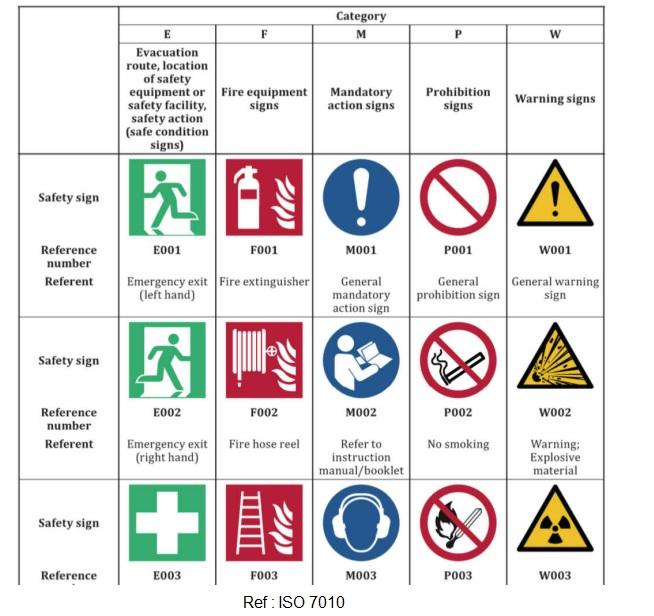 Category
E F M P W
Evacuation
route, location
of safety
equipment or
safety facility,
safety action
(safe condition
signs)
Fire equipment
signs
Mandatory
action signs
Prohibition
signs
Warning signs
Safety sign
Reference
number
E001 F001 M001 P001 W001
Referent
Emergency exit
(left hand)
Fire extinguisher
General
mandatory
action sign
General
prohibition sign
General warning
sign
Safety sign
Reference
number
E002 F002 M002 P002 W002
Referent
Emergency exit
(right hand)
Fire hose reel
Refer to
instruction
manual/booklet
No smoking
Warning;
Explosive
material
Safety sign
Reference
E003 F003 M003 P003 W003
Ref : ISO 7010